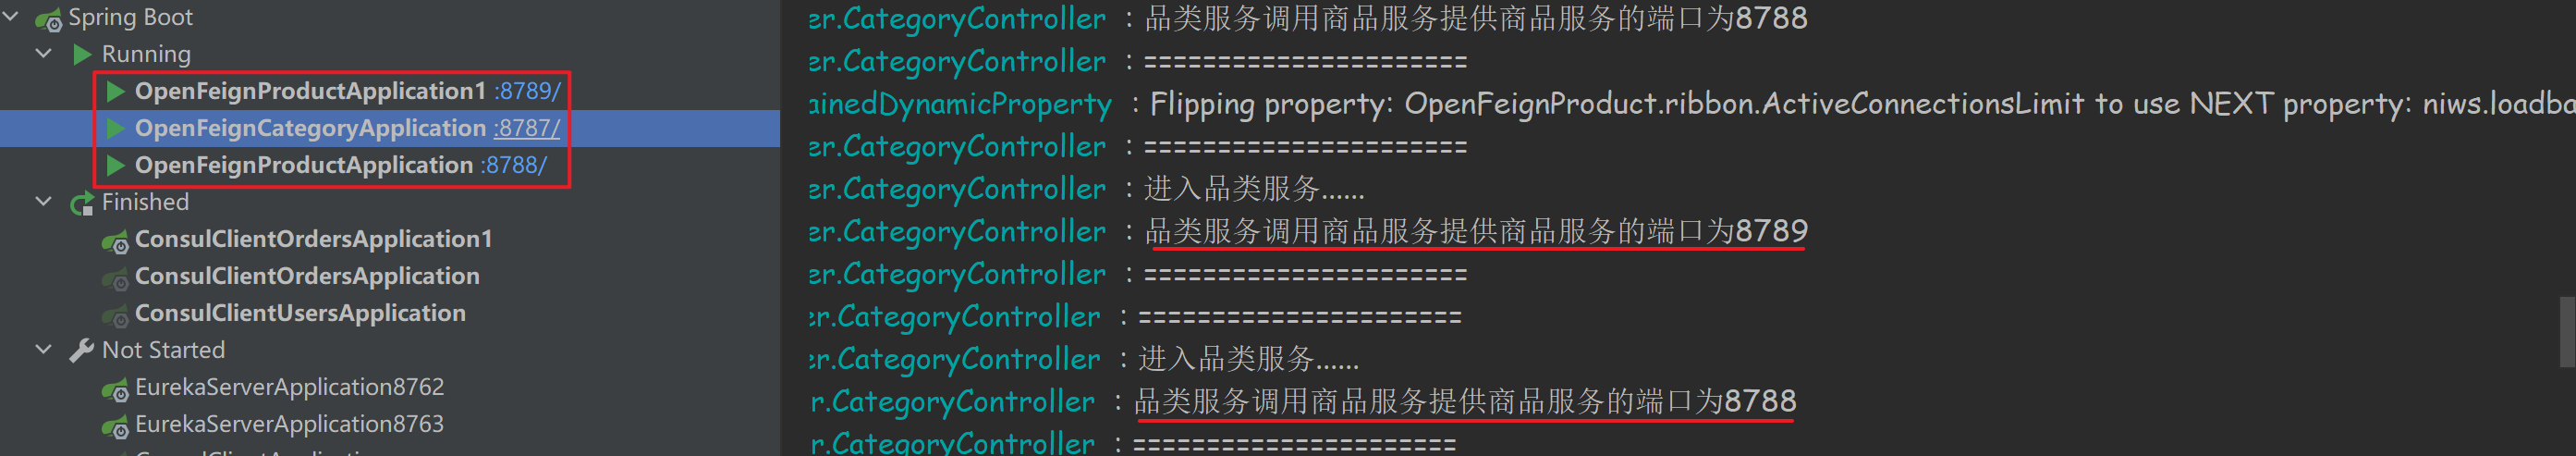 Spring Boot
Running
OpenFeignProductApplication1 :8789/
OpenFeignCategoryApplication :8787/
OpenFeignProductApplication :8788/
Finished
ConsulClientOrdersApplication1
ConsulClientOrdersApplication
ConsulClientUsersApplication
Not Started
EurekaServerApplication8762
EurekaServerApplication8763
er.CategoryController : 品类服务调用商品服务提供商品服务的端口为8788
er.CategoryController : ======================
ainedDynamicProperty : Flipping property: OpenFeignProduct.ribbon.ActiveConnectionsLimit to use NEXT property: niws.loadba
er.CategoryController : ======================
er.CategoryController : 进入品类服务......
er.CategoryController : 品类服务调用商品服务提供商品服务的端口为8789
er.CategoryController : ======================
er.CategoryController : ======================
er.CategoryController : 进入品类服务......
r.CategoryController : 品类服务调用商品服务提供商品服务的端口为8788
r.CategoryController : ======================